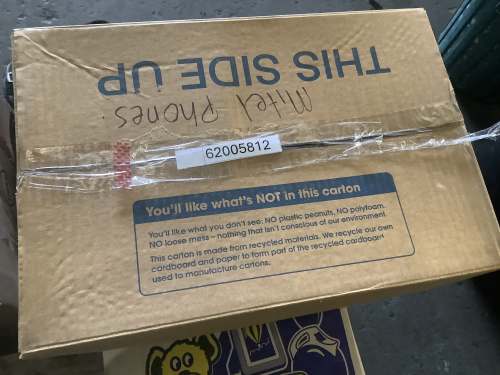 THIS SIDE UP
Mitel Phones.
62005812
You'll like what's NOT in this carton
You'll like what you don't see: NO plastic peanuts, NO polyfoam,
NO loose mess – nothing that isn't conscious of our environment
This carton is made from recycled materials. We recycle our own
cardboard and paper to form part of the recycled cardboard
used to manufacture cartons.